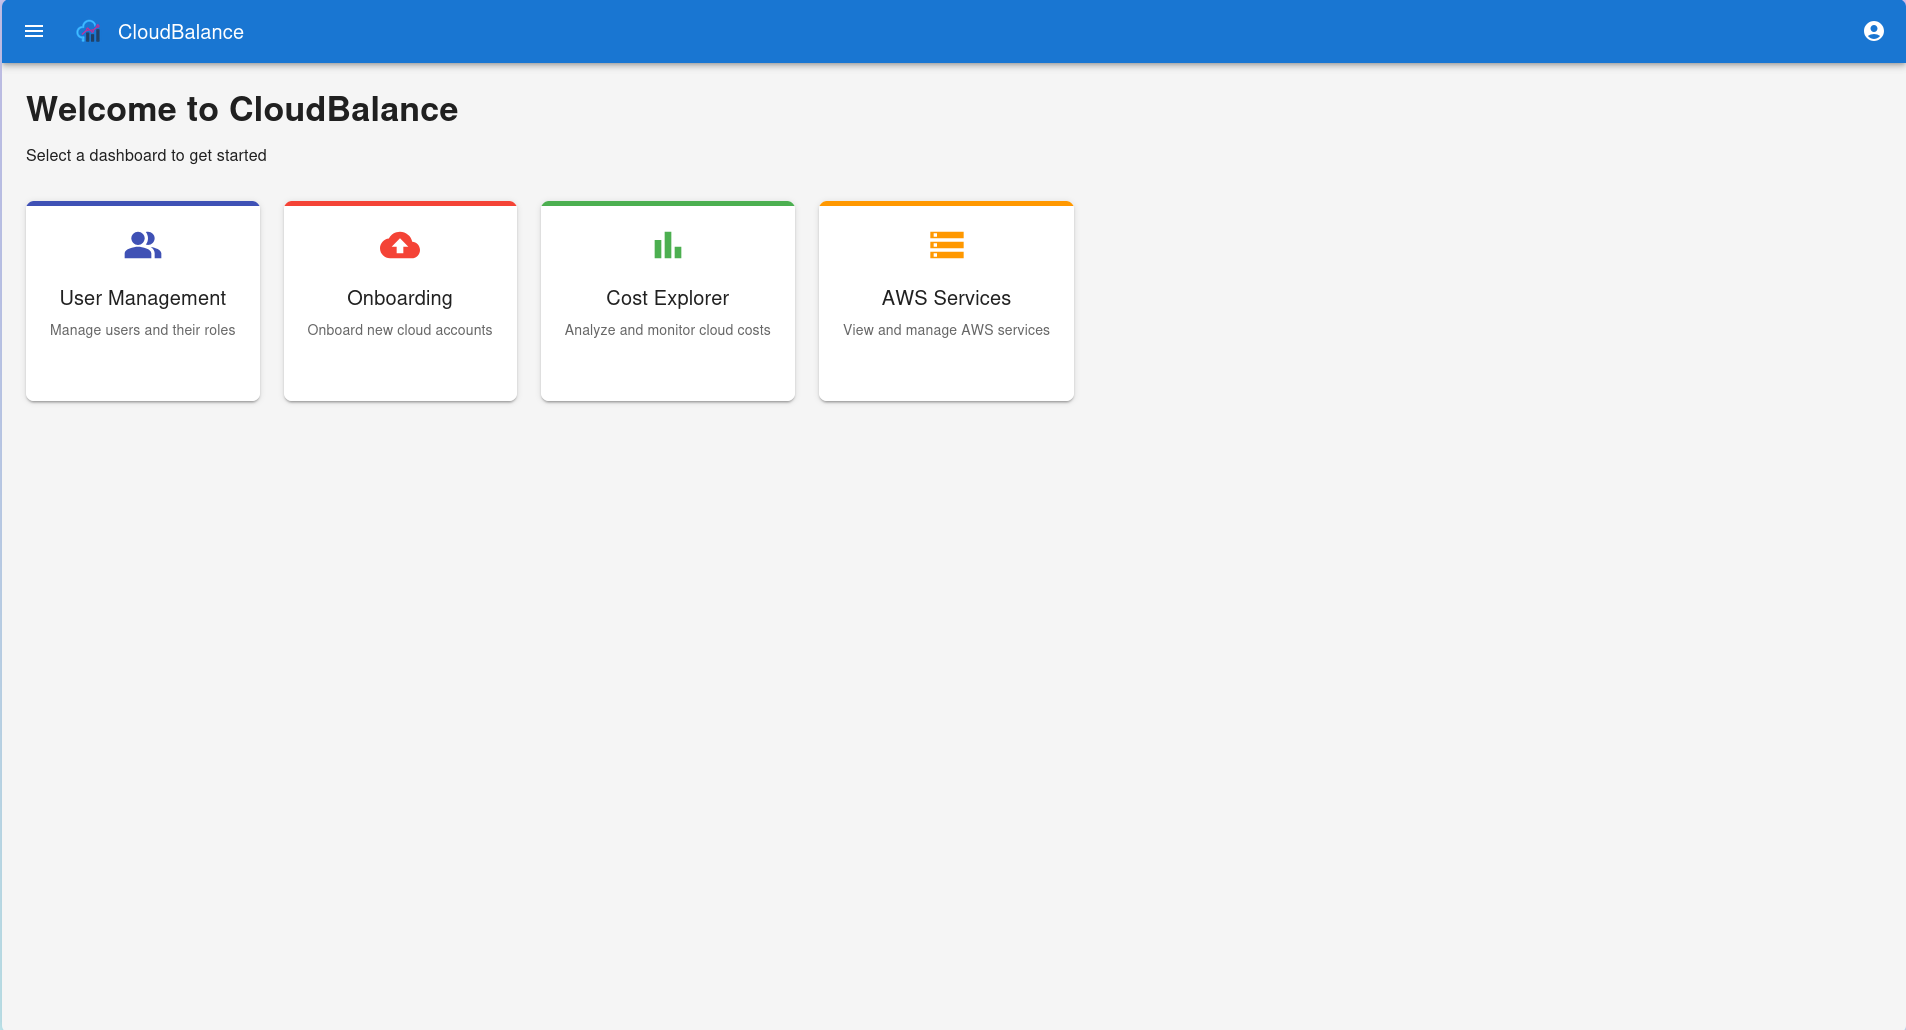 CloudBalance
Welcome to CloudBalance
Select a dashboard to get started
User Management
Manage users and their roles
Onboarding
Onboard new cloud accounts
Cost Explorer
Analyze and monitor cloud costs
AWS Services
View and manage AWS services